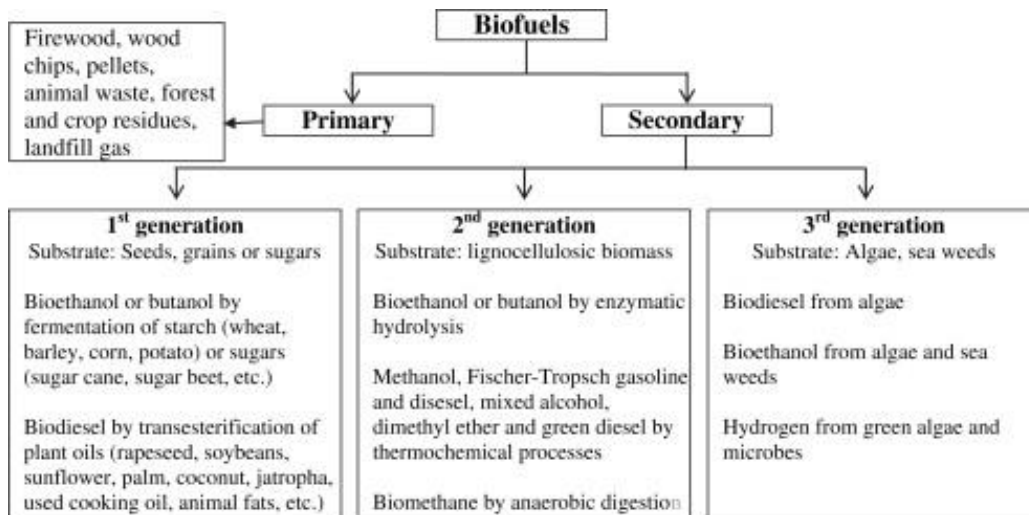 Biofuels
Firewood, wood
chips, pellets,
animal waste, forest
and crop residues,
landfill gas
Primary
Secondary
1st generation
Substrate: Seeds, grains or sugars
Bioethanol or butanol by
fermentation of starch (wheat,
barley, corn, potato) or sugars
(sugar cane, sugar beet, etc.)
Biodiesel by transesterification of
plant oils (rapeseed, soybeans,
sunflower, palm, coconut, jatropha,
used cooking oil, animal fats, etc.)
2nd generation
Substrate: lignocellulosic biomass
Bioethanol or butanol by enzymatic
hydrolysis
Methanol, Fischer-Tropsch gasoline
and disesel, mixed alcohol,
dimethyl ether and green diesel by
thermochemical processes
Biomethane by anaerobic digestion
3rd generation
Substrate: Algae, sea weeds
Biodiesel from algae
Bioethanol from algae and sea
weeds
Hydrogen from green algae and
microbes